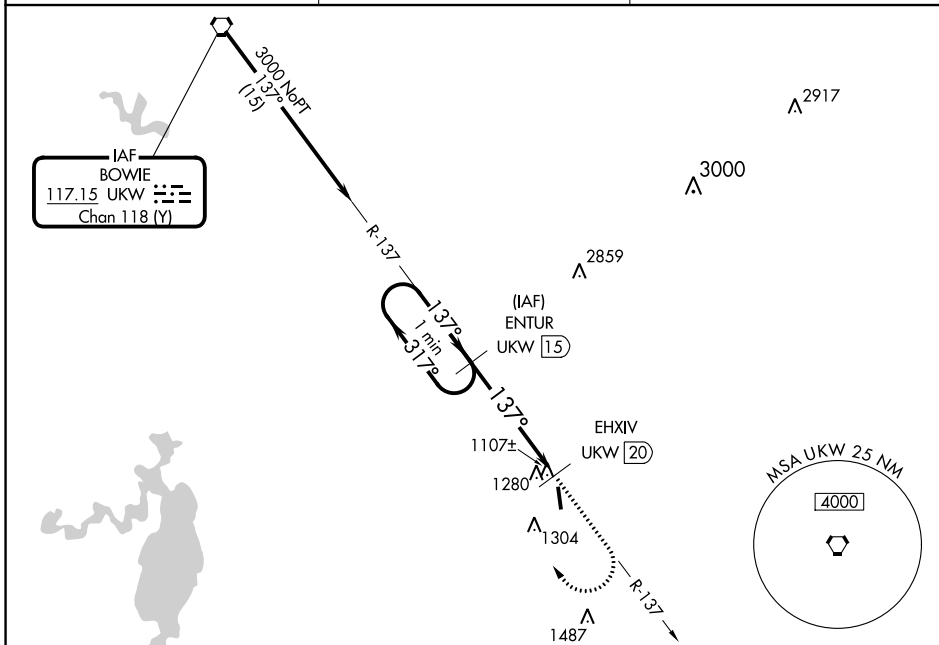 3000 NoPT
137°
(15)
2917
3000
IAF
BOWIE
117.15 UKW
Chan 118 (Y)
R-137
2859
(IAF)
ENTUR
UKW 15
137°
1 min
317°
137°
EHXIV
UKW 20
1107±
1280
MSA UKW 25 NM
4000
1304
R-137
1487